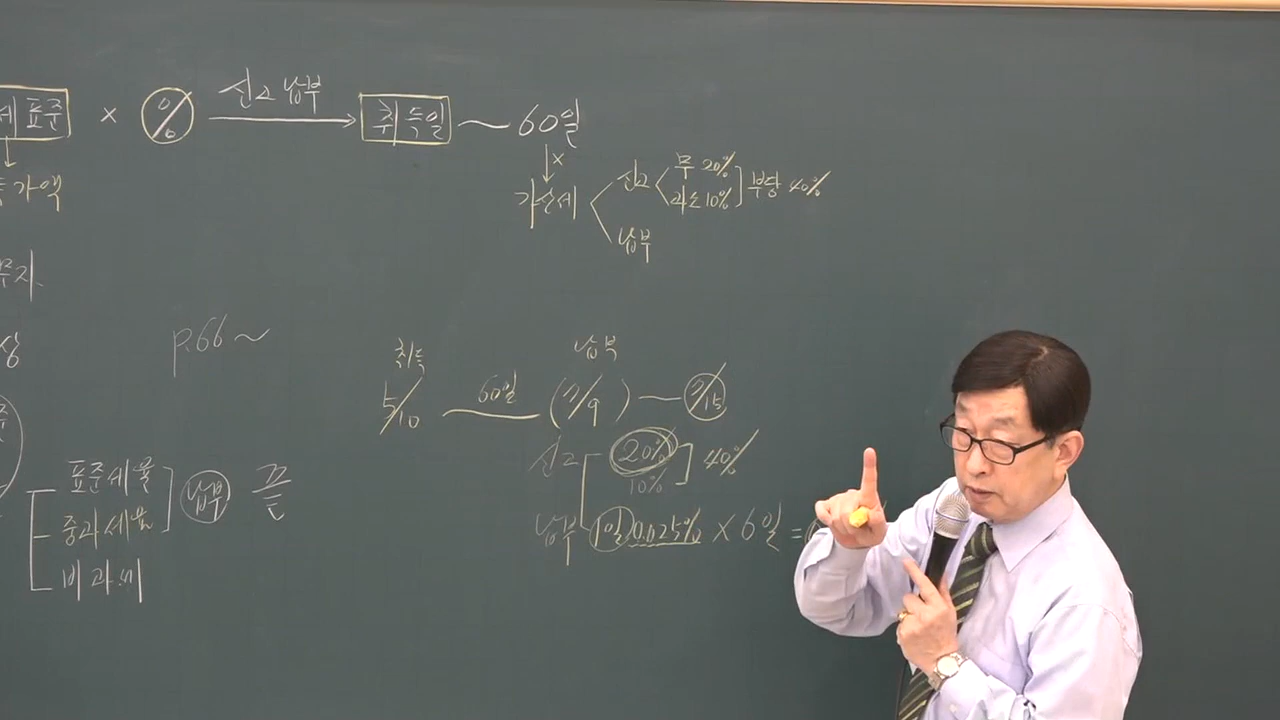 세 표준 × % 신고 납부 → 취득일 ~ 60일
가액
가산세 신고 무 20% 과소 10% 부당 40%
납부
p.66 ~
취득 납부
5/10 60일 (7/9) 7/15
신고 20% 10% 40%
납부 1일 0.025% × 6일 =
표준세율
중과세율
비과세
납부